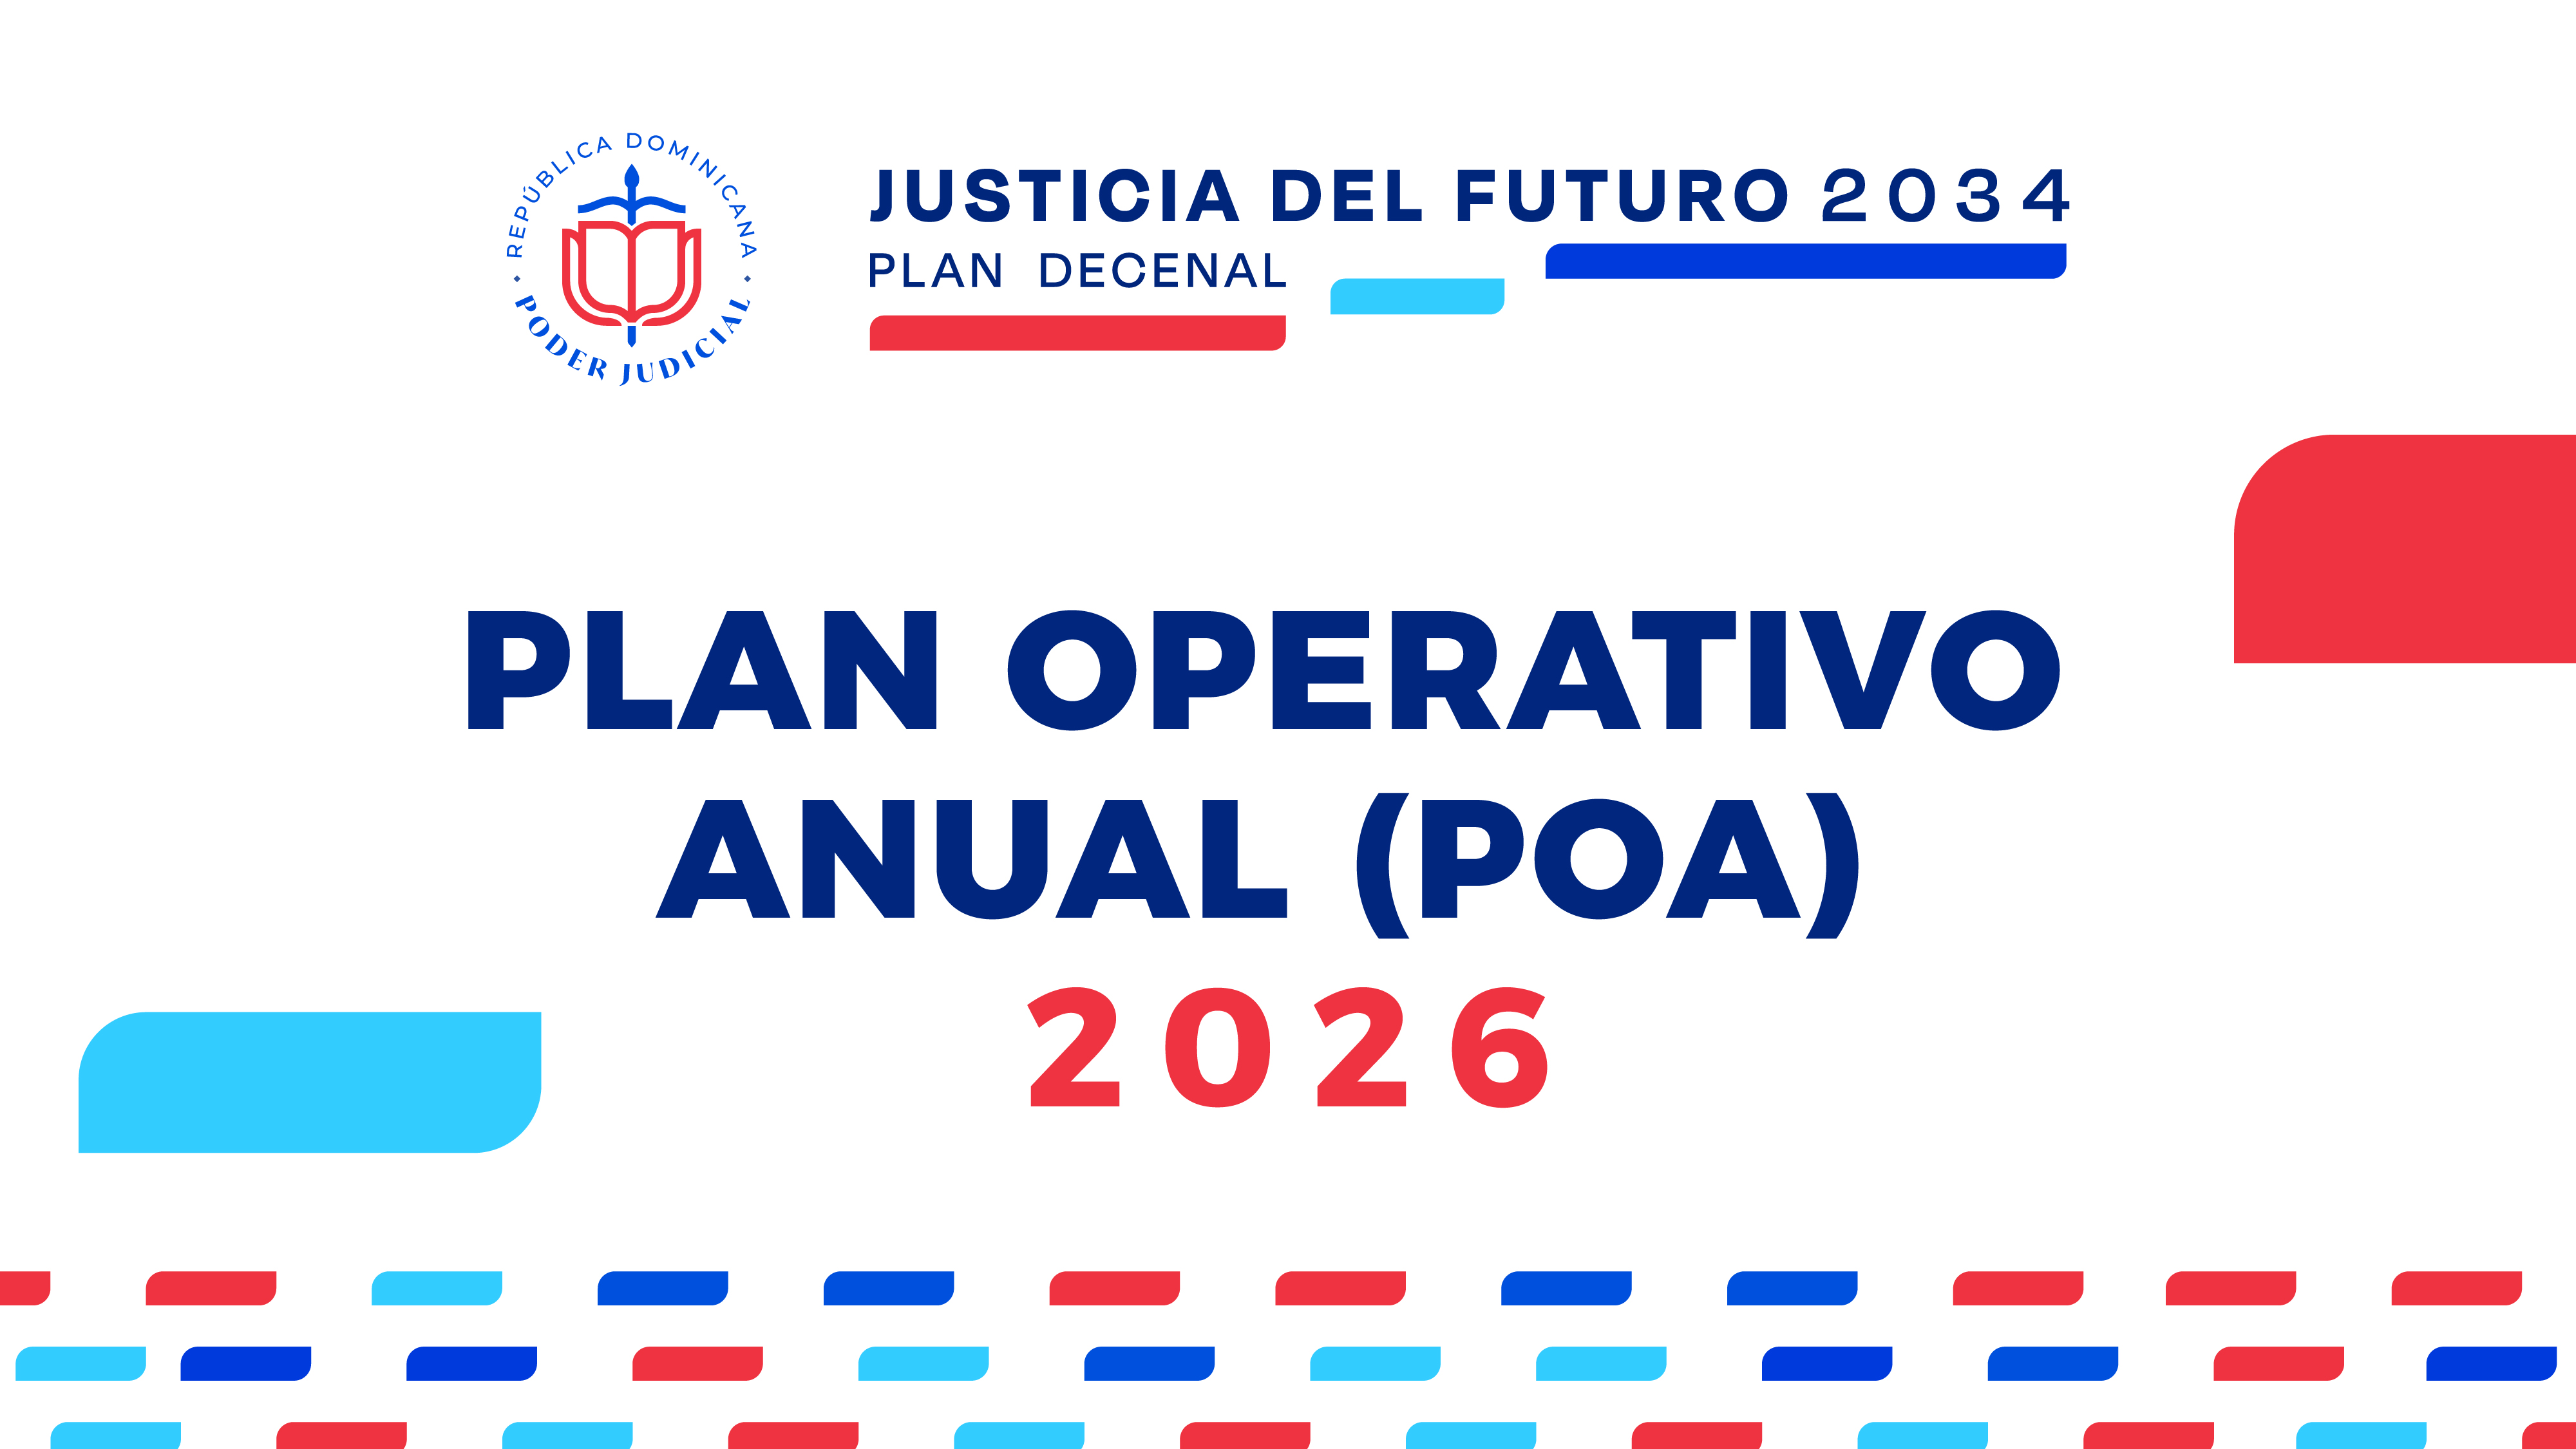 REPÚBLICA DOMINICANA
PODER JUDICIAL
JUSTICIA DEL FUTURO 2034
PLAN DECENAL
PLAN OPERATIVO
ANUAL (POA)
2026